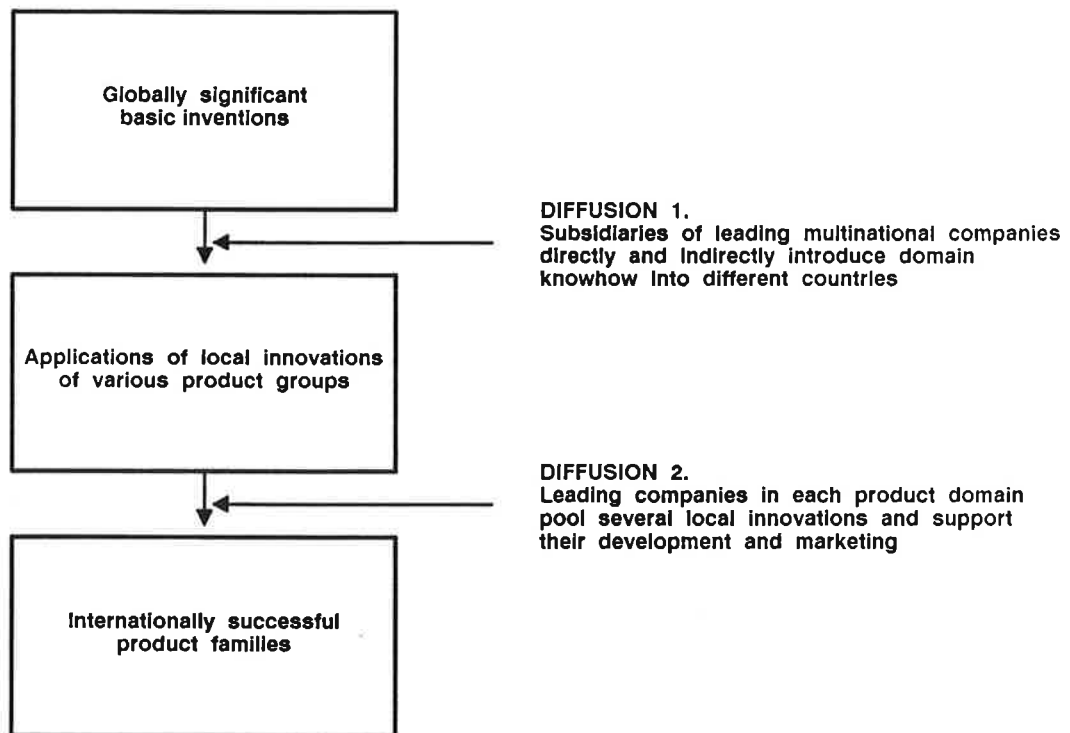 Globally significant
basic inventions
DIFFUSION 1.
Subsidiaries of leading multinational companies
directly and indirectly introduce domain
knowhow into different countries
Applications of local innovations
of various product groups
DIFFUSION 2.
Leading companies in each product domain
pool several local innovations and support
their development and marketing
Internationally successful
product families